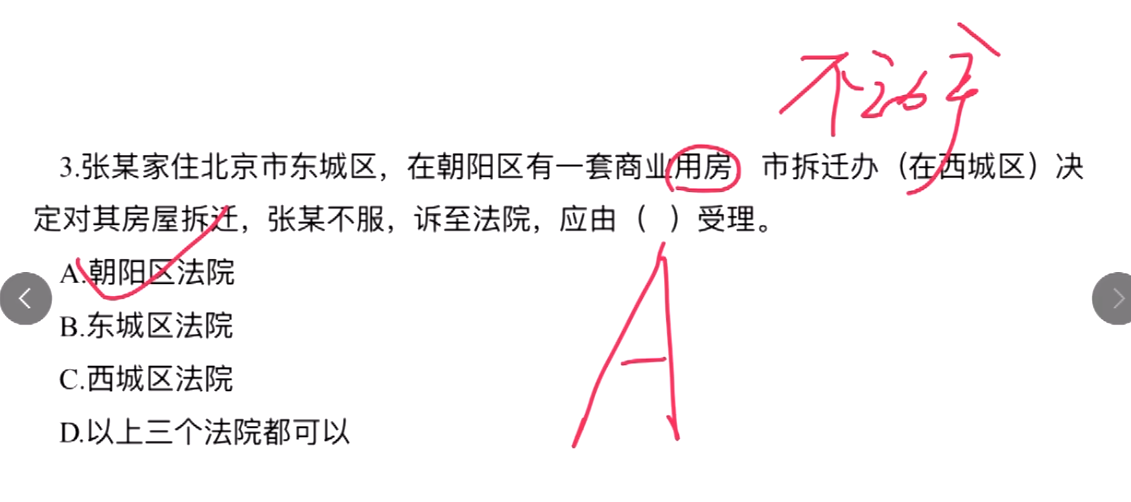 不动产
3.张某家住北京市东城区，在朝阳区有一套商业用房 市拆迁办（在西城区）决
定对其房屋拆迁，张某不服，诉至法院，应由（ ）受理。
A.朝阳区法院
B.东城区法院
C.西城区法院
D.以上三个法院都可以
A